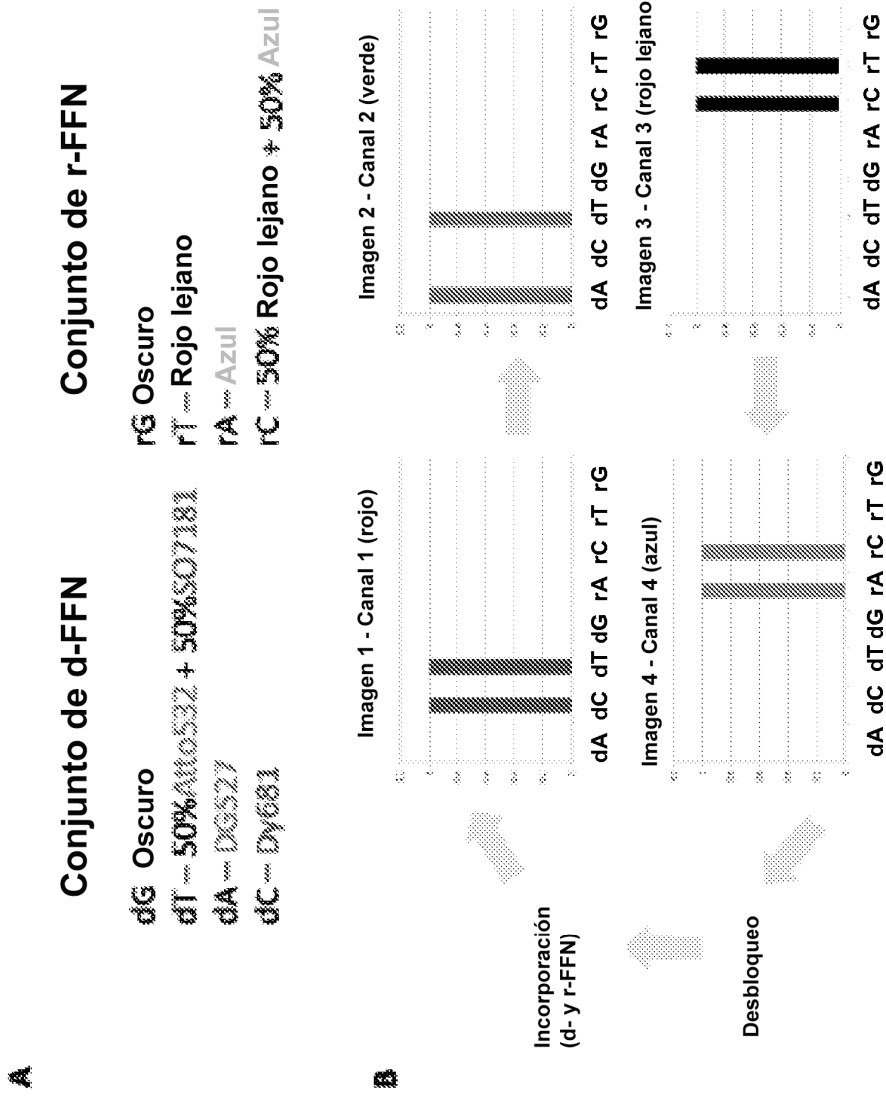 A
Conjunto de d-FFN
dG Oscuro
dT – 50%Atto532 + 50%SO7181
dA – DG527
dC – Dy681
Conjunto de r-FFN
rG Oscuro
rT – Rojo lejano
rA – Azul
rC – 50% Rojo lejano + 50% Azul
B
Incorporación
(d- y r-FFN)
Imagen 1 - Canal 1 (rojo)
dA dC dT dG rA rC rT rG
Imagen 2 - Canal 2 (verde)
dA dC dT dG rA rC rT rG
Imagen 3 - Canal 3 (rojo lejano
dA dC dT dG rA rC rT rG
Imagen 4 - Canal 4 (azul)
dA dC dT dG rA rC rT rG
Desbloqueo